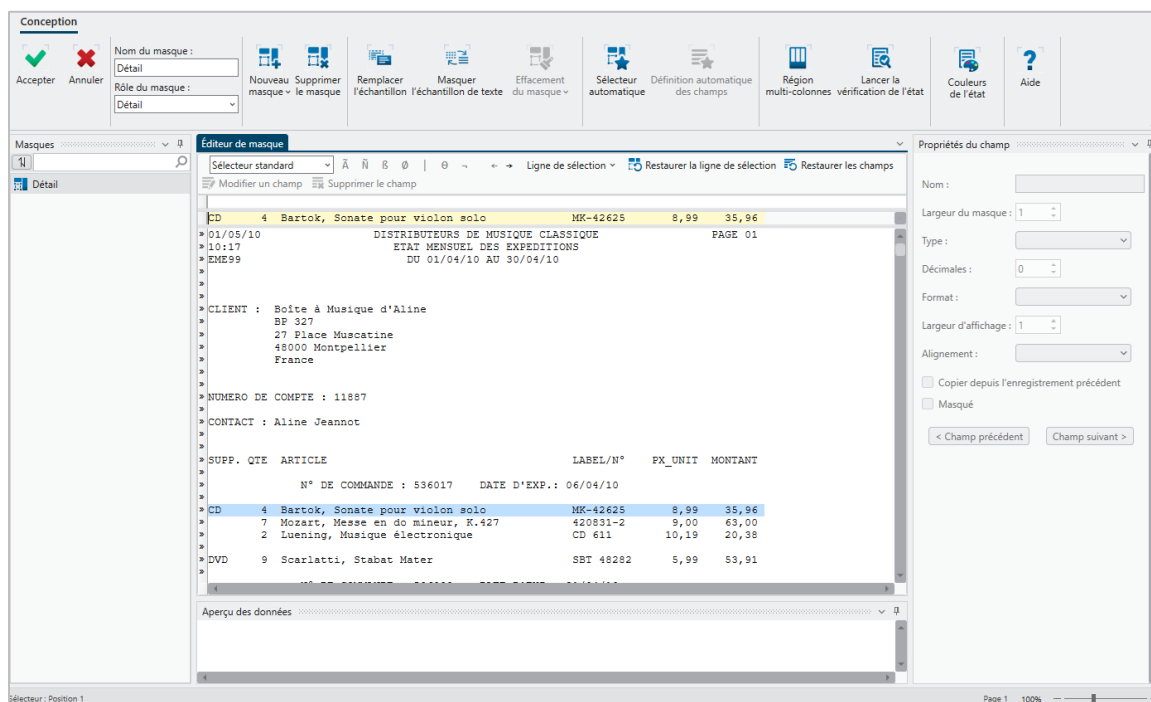 Conception
Accepter
Annuler
Nom du masque :
Détail
Rôle du masque :
Détail
Nouveau masque
Supprimer le masque
Remplacer l'échantillon
Masquer l'échantillon de texte
Effacement du masque
Sélecteur automatique
Définition automatique des champs
Région multi-colonnes
Lancer la vérification de l'état
Couleurs de l'état
Aide
Masques
Détail
Éditeur de masque
Sélecteur standard Ã Ñ ß Ø | θ ¬ ← → Ligne de sélection Restaurer la ligne de sélection Restaurer les champs
Modifier un champ Supprimer le champ
CD 4 Bartok, Sonate pour violon solo MK-42625 8,99 35,96
» 01/05/10 DISTRIBUTEURS DE MUSIQUE CLASSIQUE PAGE 01
» 10:17 ETAT MENSUEL DES EXPEDITIONS
» EME99 DU 01/04/10 AU 30/04/10
»
»
»
» CLIENT : Boîte à Musique d'Aline
» BP 327
» 27 Place Muscatine
» 48000 Montpellier
» France
»
»
» NUMERO DE COMPTE : 11887
»
» CONTACT : Aline Jeannot
»
»
» SUPP. QTE ARTICLE LABEL/N° PX_UNIT MONTANT
»
» N° DE COMMANDE : 536017 DATE D'EXP.: 06/04/10
»
» CD 4 Bartok, Sonate pour violon solo MK-42625 8,99 35,96
» 7 Mozart, Messe en do mineur, K.427 420831-2 9,00 63,00
» 2 Luening, Musique électronique CD 611 10,19 20,38
»
» DVD 9 Scarlatti, Stabat Mater SBT 48282 5,99 53,91
»
Aperçu des données
Propriétés du champ
Nom :
Largeur du masque : 1
Type :
Décimales : 0
Format :
Largeur d'affichage : 1
Alignement :
Copier depuis l'enregistrement précédent
Masqué
< Champ précédent
Champ suivant >
Sélecteur : Position 1
Page 1 100%